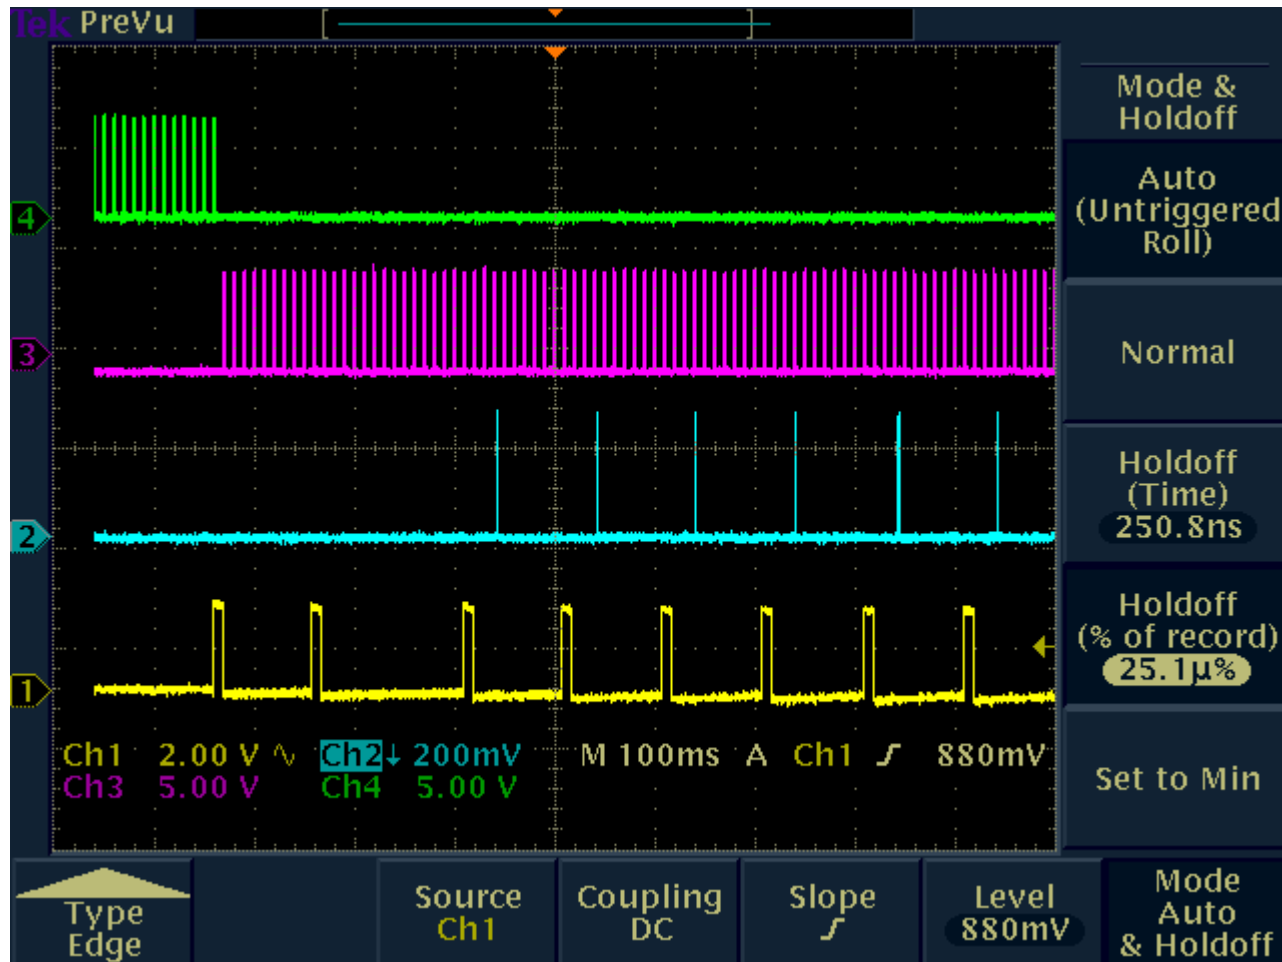 Tek PreVu
Mode &
Holdoff
Auto
(Untriggered
Roll)
Normal
Holdoff
(Time)
250.8ns
Holdoff
(% of record)
25.1µ%
Set to Min
4
3
2
1
Ch1 2.00 V ∿ Ch2↓ 200mV M 100ms A Ch1 ƒ 880mV
Ch3 5.00 V Ch4 5.00 V
Type
Edge
Source
Ch1
Coupling
DC
Slope
ƒ
Level
880mV
Mode
Auto
& Holdoff